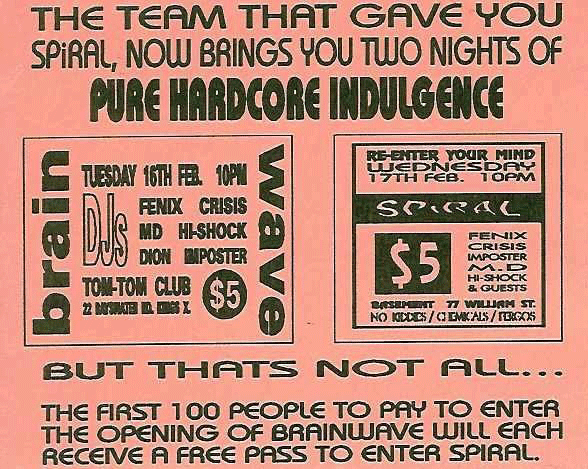 THE TEAM THAT GAVE YOU
SPiRAL, NOW BRINGS YOU TWO NIGHTS OF
PURE HARDCORE INDULGENCE
brain
wave
TUESDAY 16TH FEB. 10PM
DJs
FENIX CRISIS
MD HI-SHOCK
DION IMPOSTER
TOM-TOM CLUB
22 BAYSWATER RD. KINGS X.
$5
RE-ENTER YOUR MIND
WEDNESDAY
17TH FEB. 10PM
SPiRAL
$5
FENIX
CRISIS
IMPOSTER
M.D
HI-SHOCK
& GUESTS
BASEMENT 77 WILLIAM ST.
NO KIDDIES / CHEMICALS / FERGO'S
BUT THATS NOT ALL...
THE FIRST 100 PEOPLE TO PAY TO ENTER
THE OPENING OF BRAINWAVE WILL EACH
RECEIVE A FREE PASS TO ENTER SPIRAL.